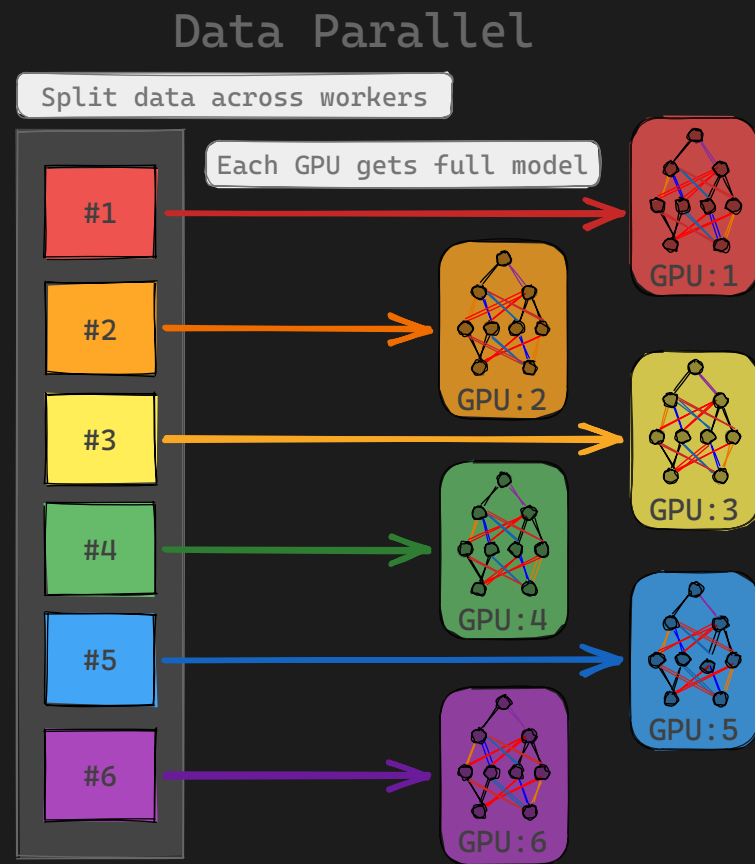 Data Parallel
Split data across workers
Each GPU gets full model
#1
GPU:1
#2
GPU:2
#3
GPU:3
#4
GPU:4
#5
GPU:5
#6
GPU:6